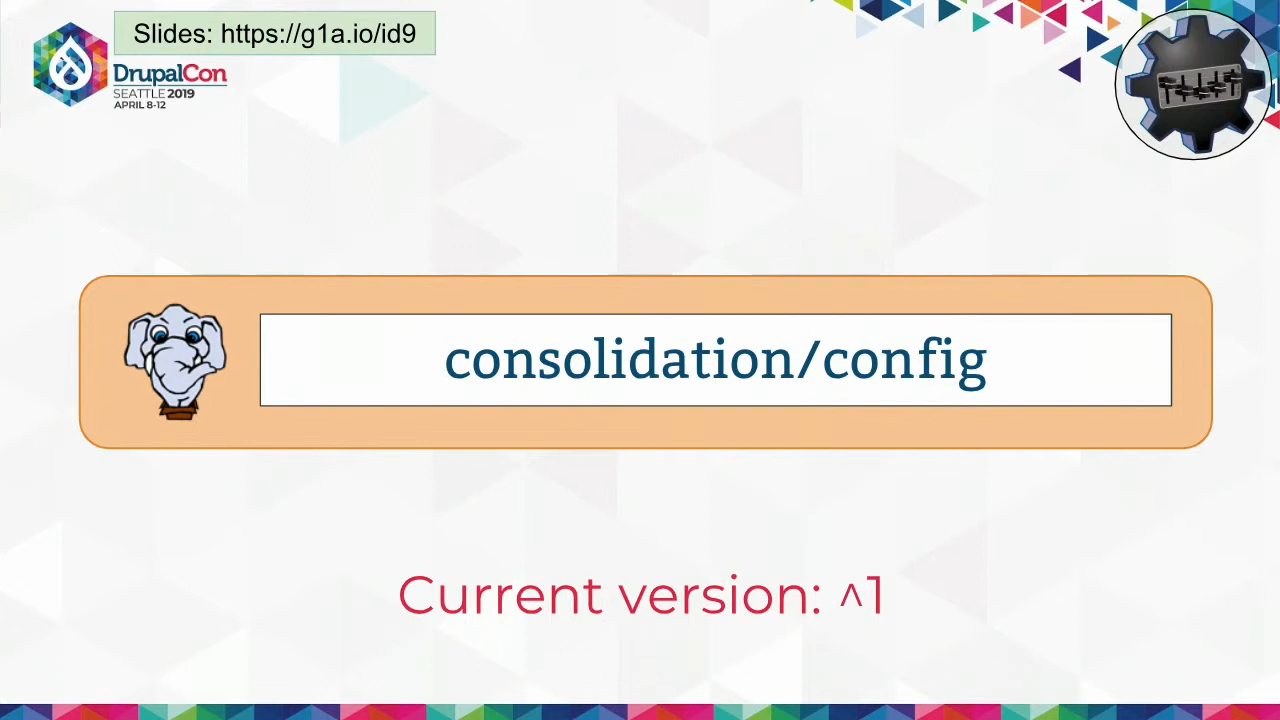 Slides: https://g1a.io/id9
DrupalCon
SEATTLE 2019
APRIL 8-12
consolidation/config
Current version: ^1